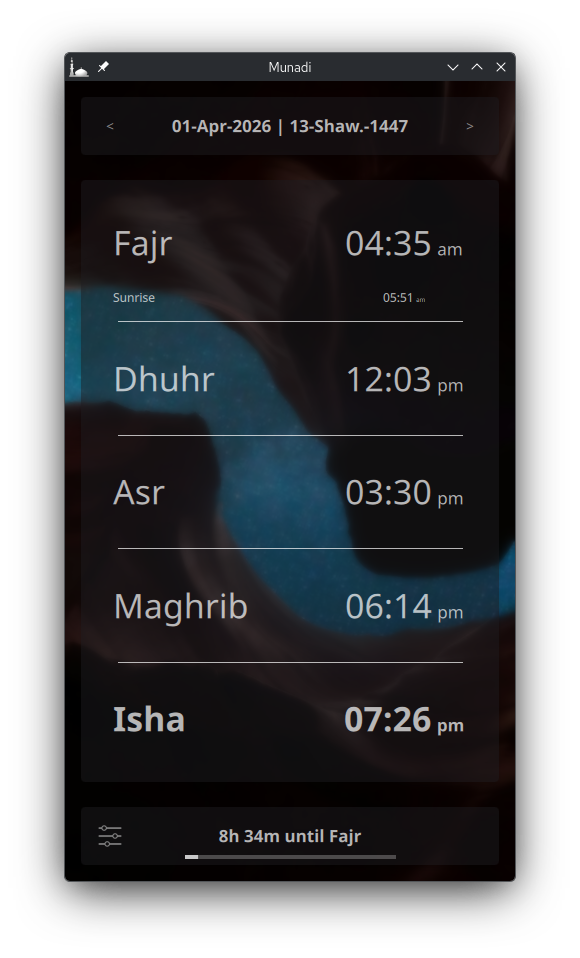 Munadi
< 01-Apr-2026 | 13-Shaw.-1447 >
Fajr 04:35 am
Sunrise 05:51 am
Dhuhr 12:03 pm
Asr 03:30 pm
Maghrib 06:14 pm
Isha 07:26 pm
8h 34m until Fajr